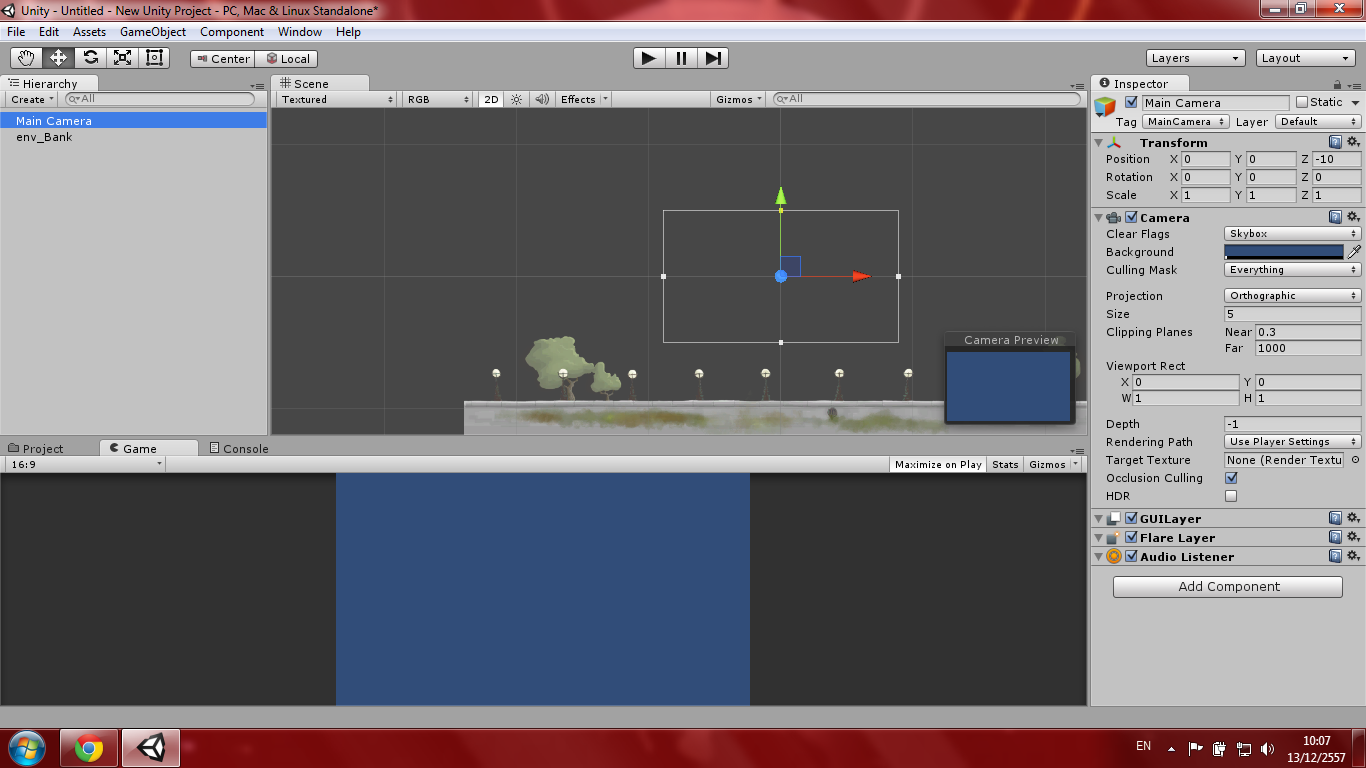 Unity - Untitled - New Unity Project - PC, Mac & Linux Standalone*
File Edit Assets GameObject Component Window Help
Center Local Layers Layout
Hierarchy
Create All
Main Camera
env_Bank
Scene
Textured RGB 2D Effects Gizmos All
Camera Preview
Project Game Console
16:9 Maximize on Play Stats Gizmos
Inspector
Main Camera Static
Tag MainCamera Layer Default
Transform
Position X 0 Y 0 Z -10
Rotation X 0 Y 0 Z 0
Scale X 1 Y 1 Z 1
Camera
Clear Flags Skybox
Background
Culling Mask Everything
Projection Orthographic
Size 5
Clipping Planes Near 0.3
Far 1000
Viewport Rect
X 0 Y 0
W 1 H 1
Depth -1
Rendering Path Use Player Settings
Target Texture None (Render Textu
Occlusion Culling
HDR
GUILayer
Flare Layer
Audio Listener
Add Component
EN 10:07
13/12/2557